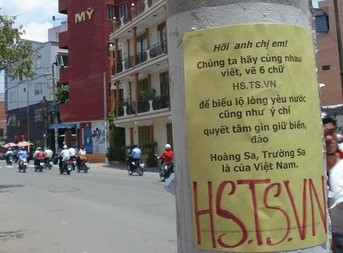 MỸ
Hỡi anh chị em!
Chúng ta hãy cùng nhau
viết, vẽ 6 chữ
HS.TS.VN
để biểu lộ lòng yêu nước
cũng như ý chí
quyết tâm gìn giữ biển,
đảo
Hoàng Sa, Trường Sa
là của Việt Nam.
HS.TS.VN